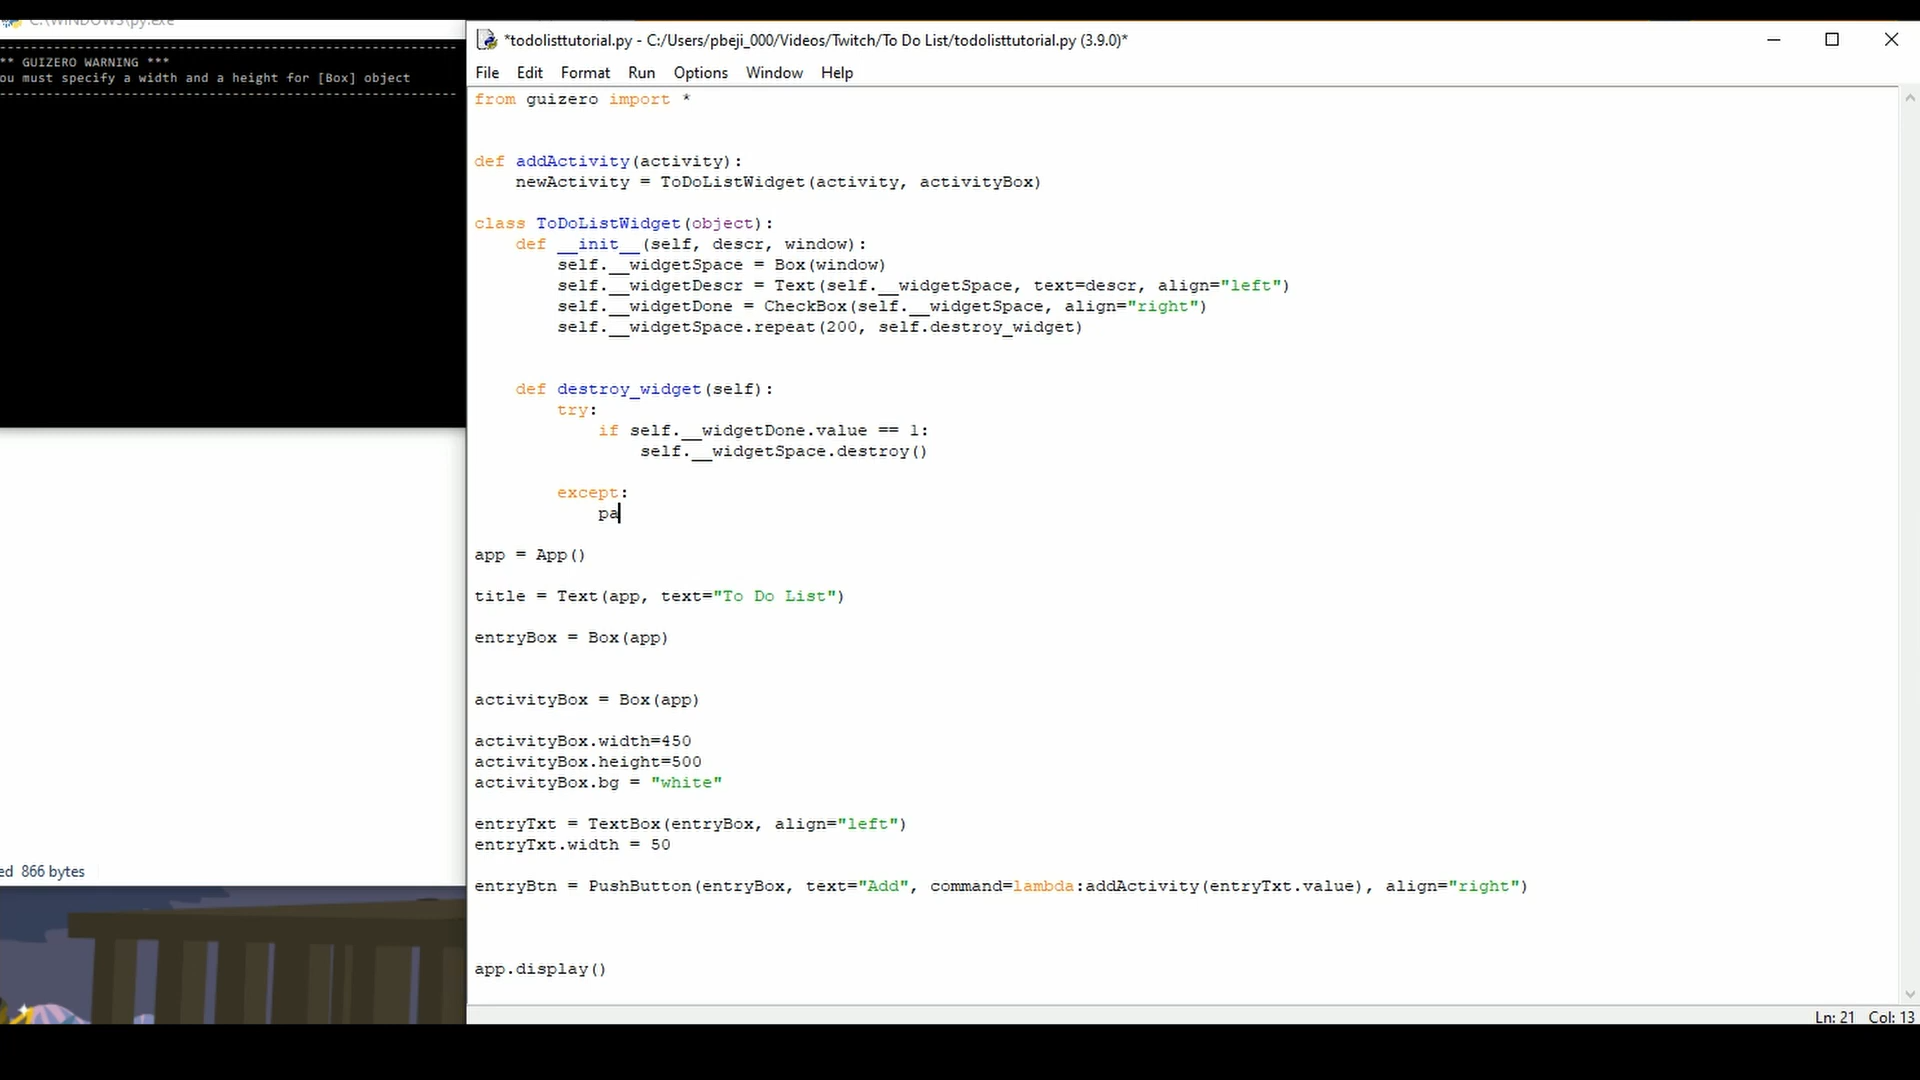 C:\WINDOWS\py.exe
** GUIZERO WARNING ***
ou must specify a width and a height for [Box] object
ed 866 bytes
*todolisttutorial.py - C:/Users/pbeji_000/Videos/Twitch/To Do List/todolisttutorial.py (3.9.0)*
File Edit Format Run Options Window Help
from guizero import *
def addActivity(activity):
    newActivity = ToDoListWidget(activity, activityBox)
class ToDoListWidget(object):
    def __init__(self, descr, window):
        self.__widgetSpace = Box(window)
        self.__widgetDescr = Text(self.__widgetSpace, text=descr, align="left")
        self.__widgetDone = CheckBox(self.__widgetSpace, align="right")
        self.__widgetSpace.repeat(200, self.destroy_widget)
    def destroy_widget(self):
        try:
            if self.__widgetDone.value == 1:
                self.__widgetSpace.destroy()
        except:
            pa
app = App()
title = Text(app, text="To Do List")
entryBox = Box(app)
activityBox = Box(app)
activityBox.width=450
activityBox.height=500
activityBox.bg = "white"
entryTxt = TextBox(entryBox, align="left")
entryTxt.width = 50
entryBtn = PushButton(entryBox, text="Add", command=lambda:addActivity(entryTxt.value), align="right")
app.display()
Ln: 21 Col: 13